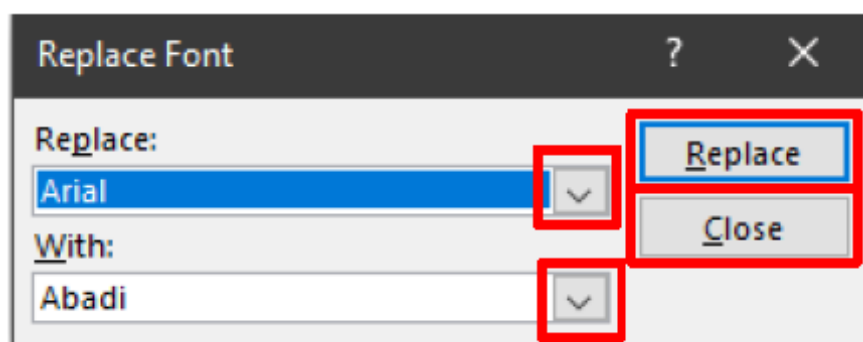 Replace Font ?
Replace:
Arial
Replace
With:
Abadi
Close